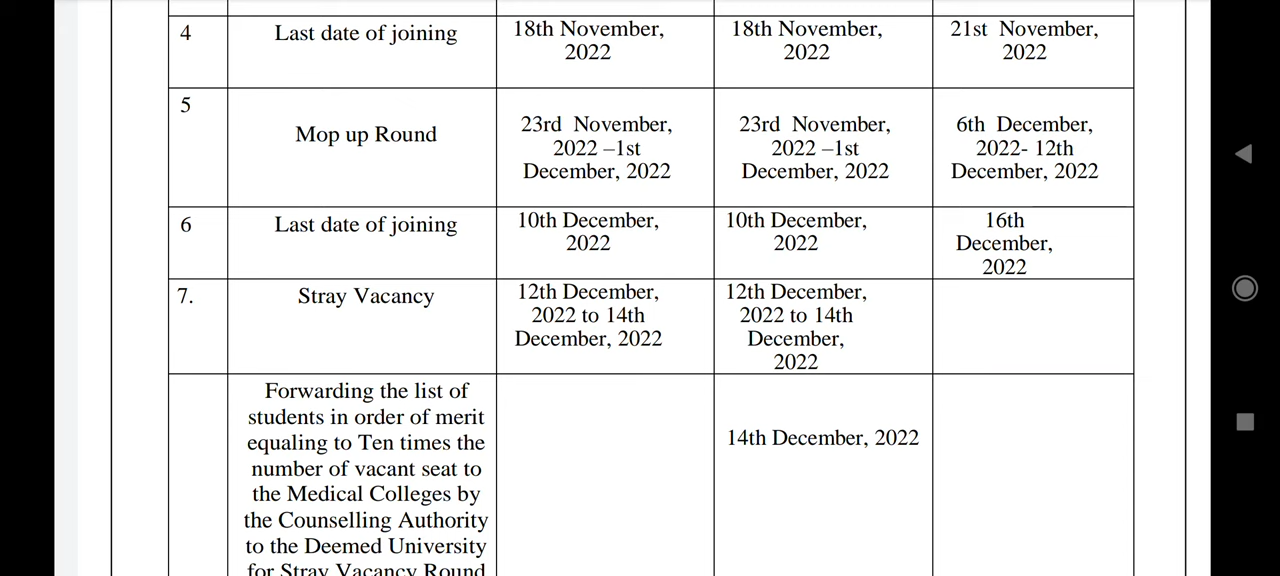 4
Last date of joining
18th November,
2022
18th November,
2022
21st November,
2022
5
Mop up Round
23rd November,
2022 –1st
December, 2022
23rd November,
2022 –1st
December, 2022
6th December,
2022- 12th
December, 2022
6
Last date of joining
10th December,
2022
10th December,
2022
16th
December,
2022
7.
Stray Vacancy
12th December,
2022 to 14th
December, 2022
12th December,
2022 to 14th
December,
2022
Forwarding the list of
students in order of merit
equaling to Ten times the
number of vacant seat to
the Medical Colleges by
the Counselling Authority
to the Deemed University
for Stray Vacancy Round
14th December, 2022